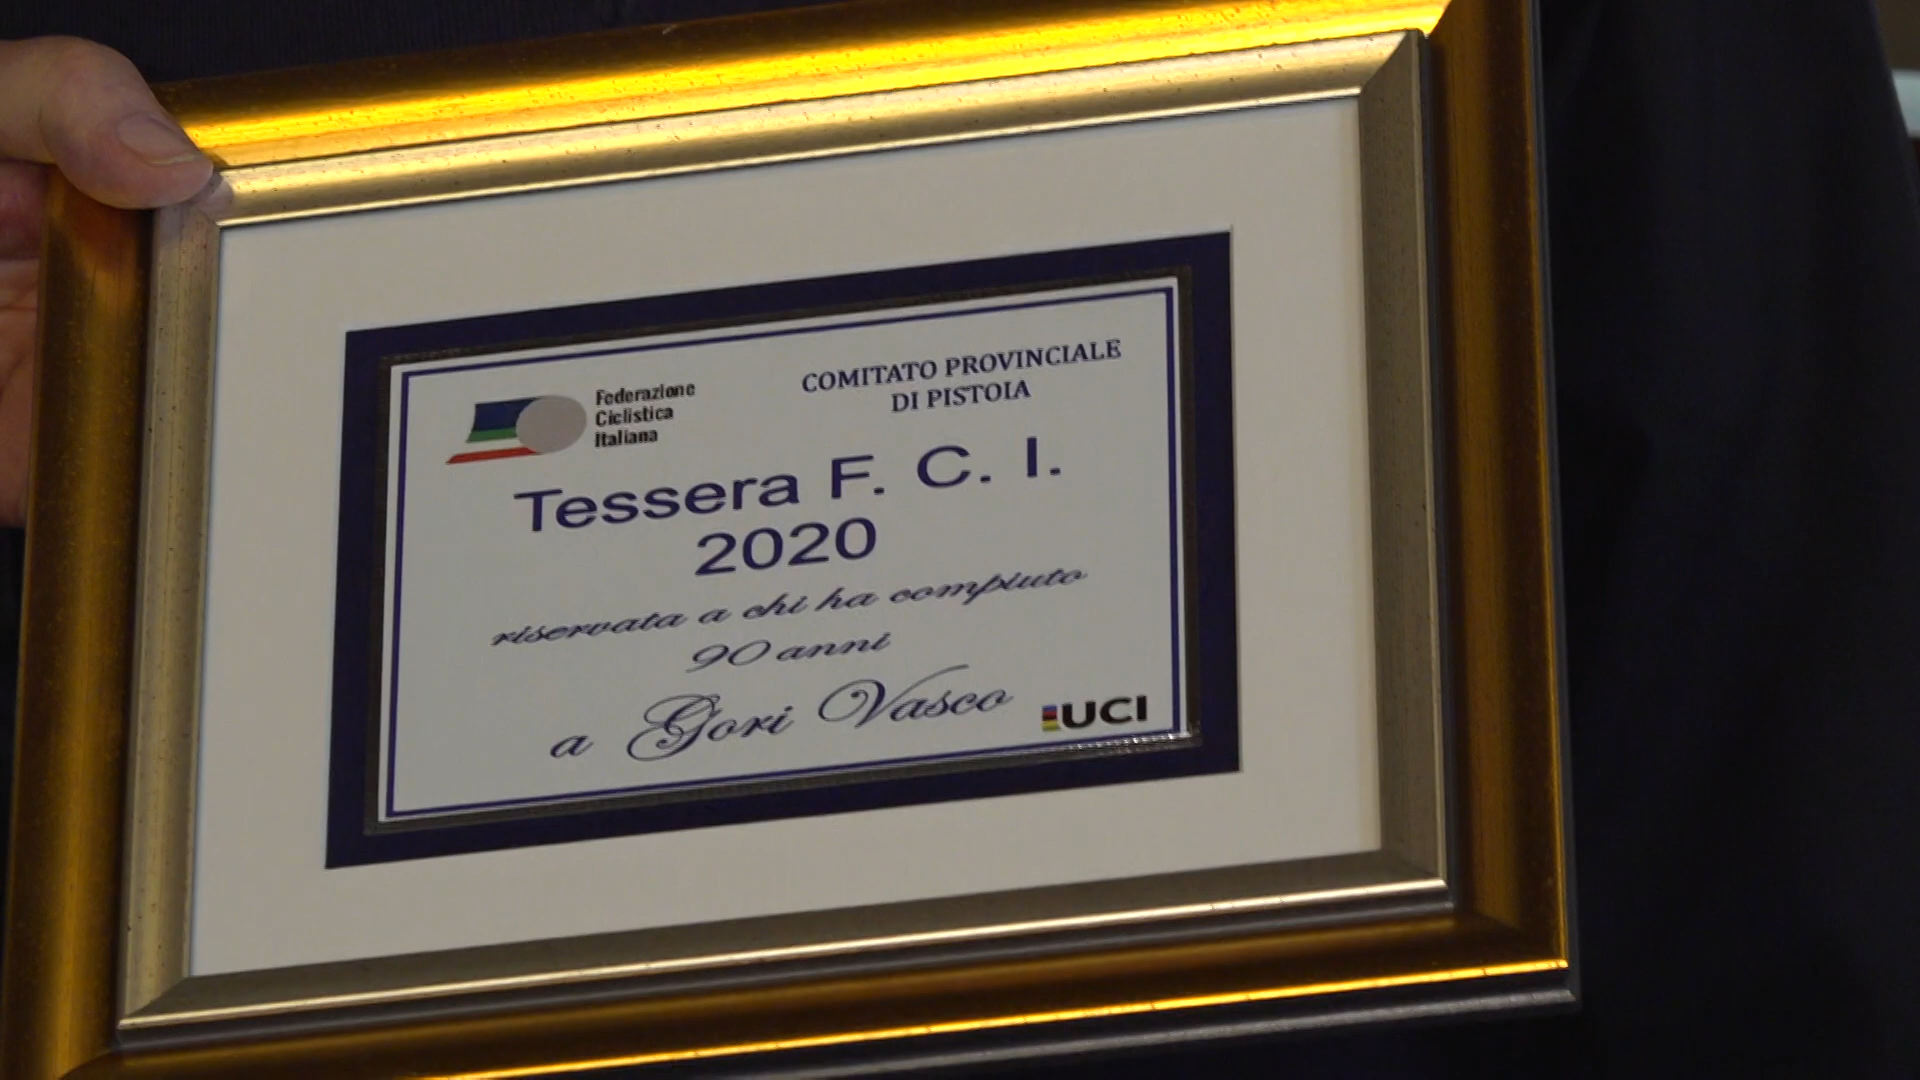 Federazione
Ciclistica
Italiana
COMITATO PROVINCIALE
DI PISTOIA
Tessera F. C. I.
2020
riservata a chi ha compiuto
90 anni
a Gori Vasco
UCI